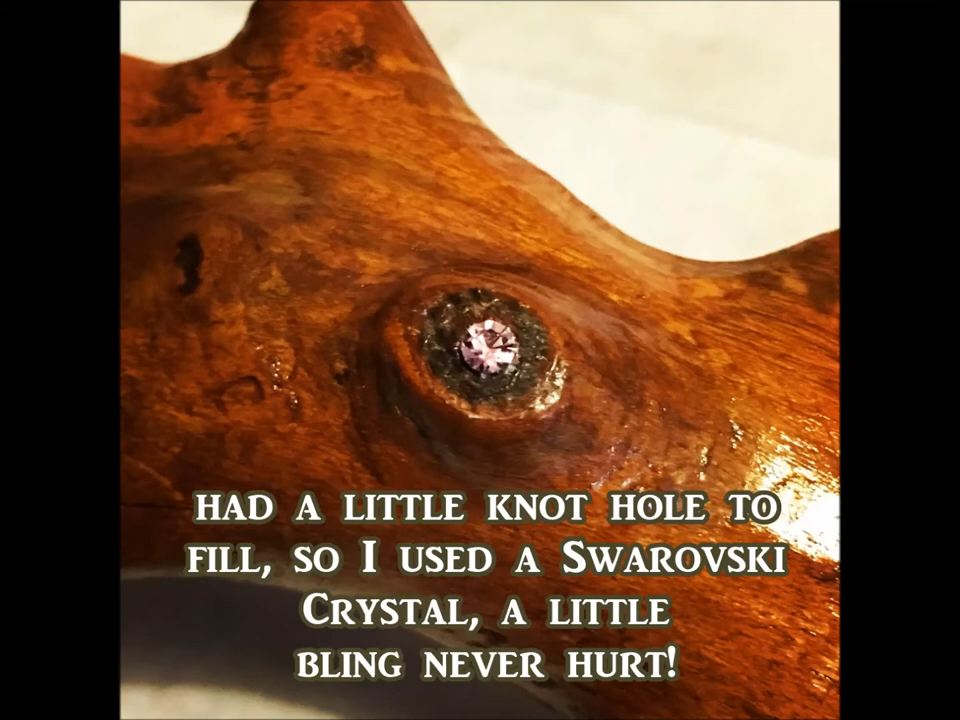 had a little knot hole to
fill, so I used a Swarovski
Crystal, a little
bling never hurt!